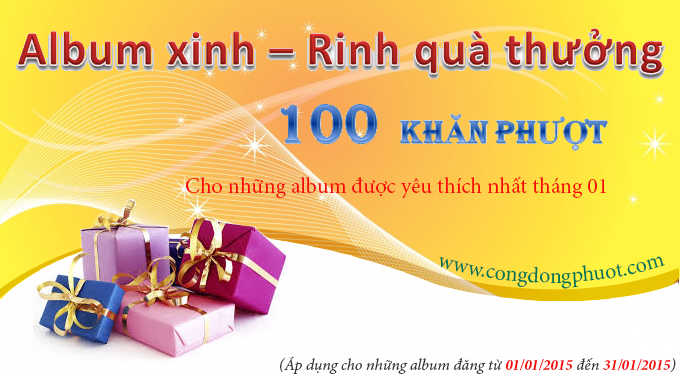 Album xinh – Rinh quà thưởng
100 KHĂN PHƯỢT
Cho những album được yêu thích nhất tháng 01
www.congdongphuot.com
(Áp dụng cho những album đăng từ 01/01/2015 đến 31/01/2015)